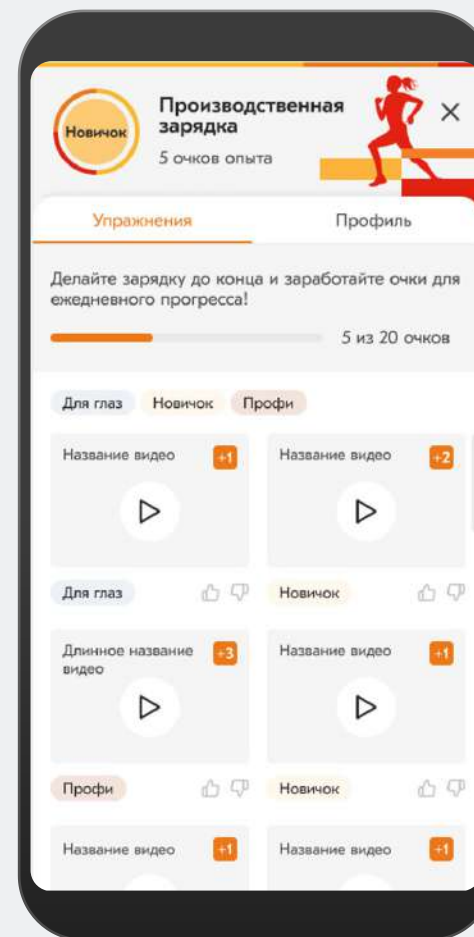 Новичок
Производственная
зарядка
5 очков опыта
Упражнения
Профиль
Делайте зарядку до конца и заработайте очки для
ежедневного прогресса!
5 из 20 очков
Для глаз Новичок Профи
Название видео +1
Название видео +2
Для глаз
Новичок
Длинное название
видео
+3
Название видео +1
Профи
Новичок
Название видео +1
Название видео +1